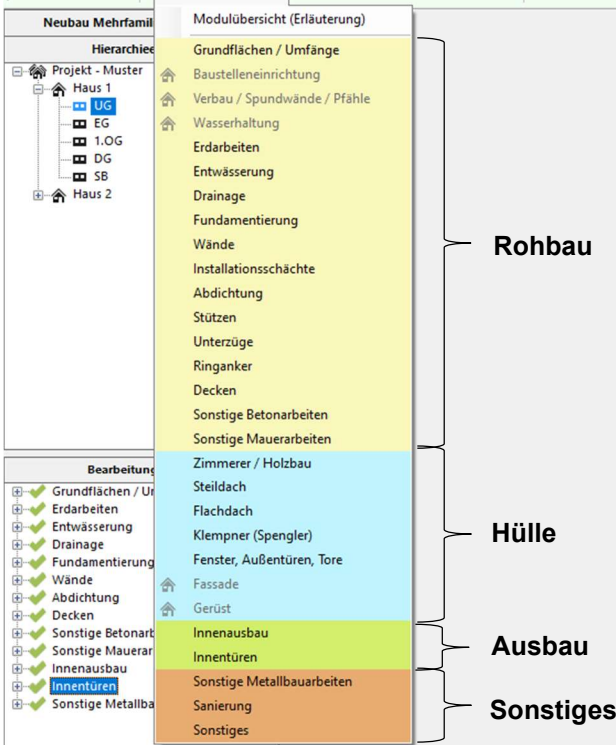 Neubau Mehrfamil
Hierarchiee
Projekt - Muster
Haus 1
UG
EG
1.OG
DG
SB
Haus 2
Bearbeitung
Grundflächen / Ur
Erdarbeiten
Entwässerung
Drainage
Fundamentierung
Wände
Abdichtung
Decken
Sonstige Betonarb
Sonstige Mauerar
Innenausbau
Innentüren
Sonstige Metallba
Modulübersicht (Erläuterung)
Grundflächen / Umfänge
Baustelleneinrichtung
Verbau / Spundwände / Pfähle
Wasserhaltung
Erdarbeiten
Entwässerung
Drainage
Fundamentierung
Wände
Installationsschächte
Abdichtung
Stützen
Unterzüge
Ringanker
Decken
Sonstige Betonarbeiten
Sonstige Mauerarbeiten
Zimmerer / Holzbau
Steildach
Flachdach
Klempner (Spengler)
Fenster, Außentüren, Tore
Fassade
Gerüst
Innenausbau
Innentüren
Sonstige Metallbauarbeiten
Sanierung
Sonstiges
Rohbau
Hülle
Ausbau
Sonstiges